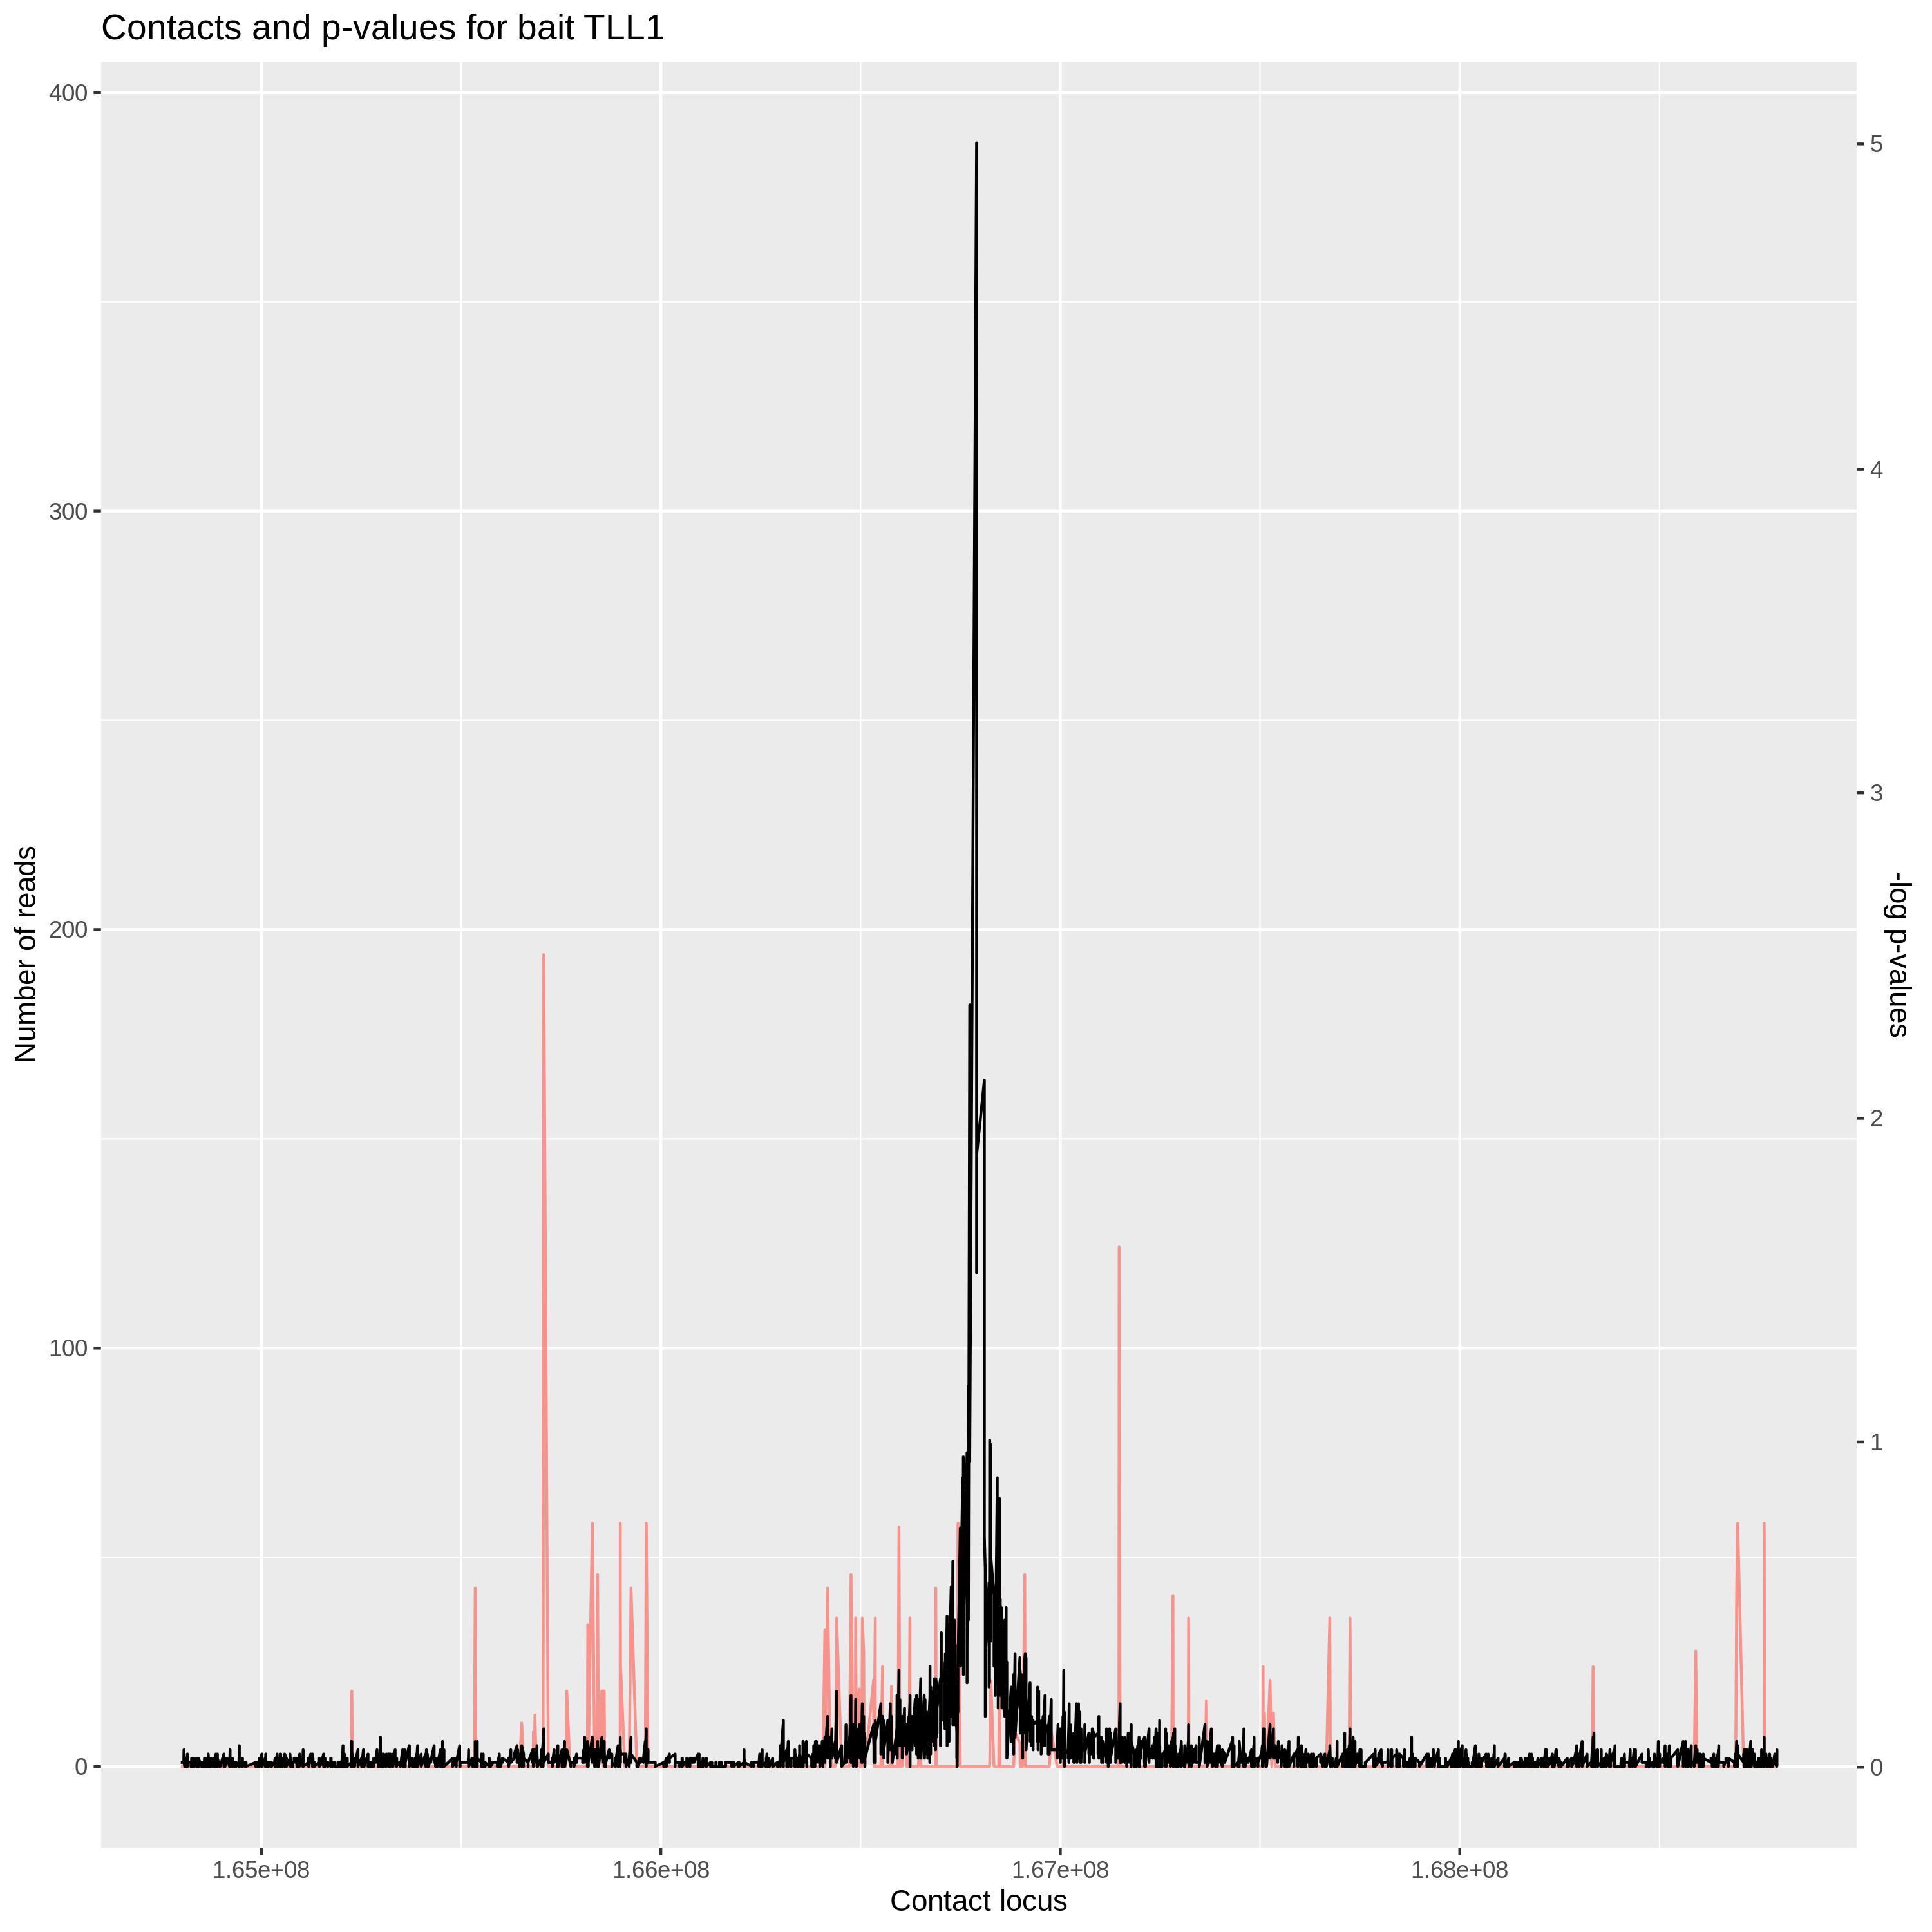 Contacts and p-values for bait TLL1
400
300
200
100
0
Number of reads
5
4
3
2
1
0
-log p-values
1.65e+08
1.66e+08
1.67e+08
1.68e+08
Contact locus